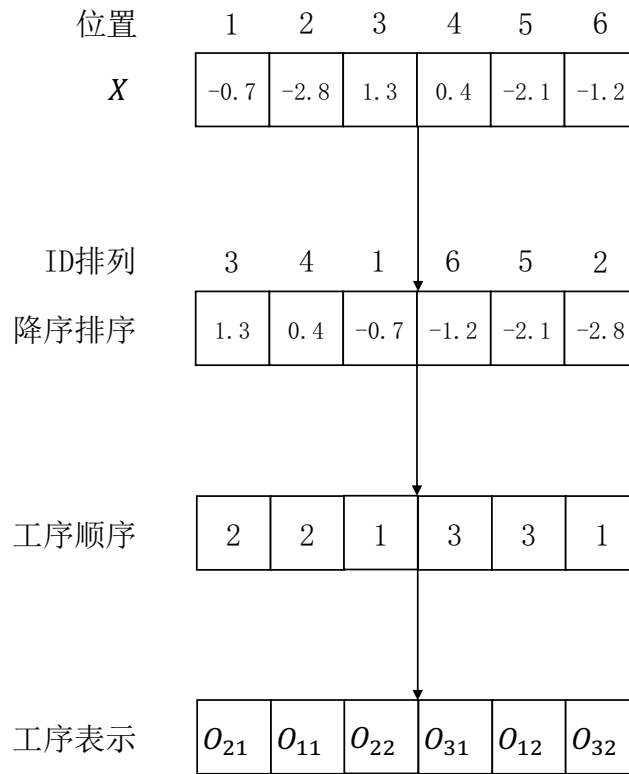 位置 1 2 3 4 5 6
X -0.7 -2.8 1.3 0.4 -2.1 -1.2
ID排列 3 4 1 6 5 2
降序排序 1.3 0.4 -0.7 -1.2 -2.1 -2.8
工序顺序 2 2 1 3 3 1
工序表示 O₂₁ O₁₁ O₂₂ O₃₁ O₁₂ O₃₂